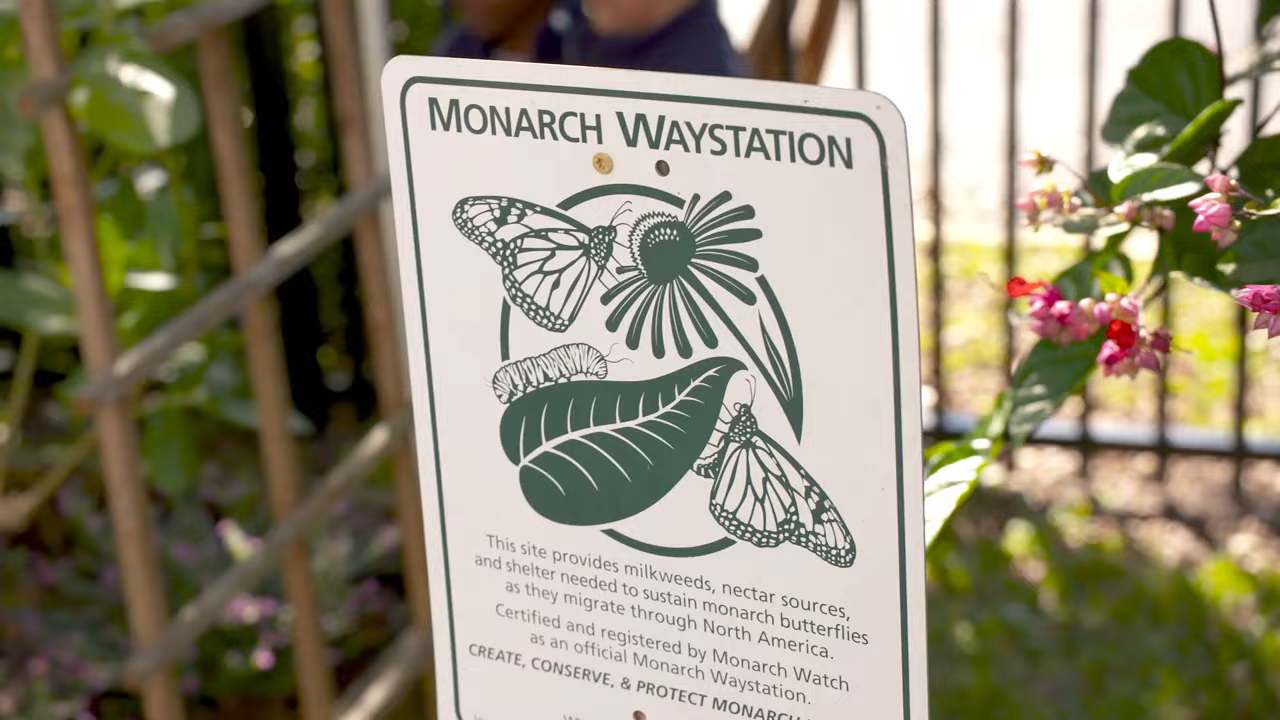 MONARCH WAYSTATION
This site provides milkweeds, nectar sources,
and shelter needed to sustain monarch butterflies
as they migrate through North America.
Certified and registered by Monarch Watch
as an official Monarch Waystation.
CREATE, CONSERVE, & PROTECT MONARCH